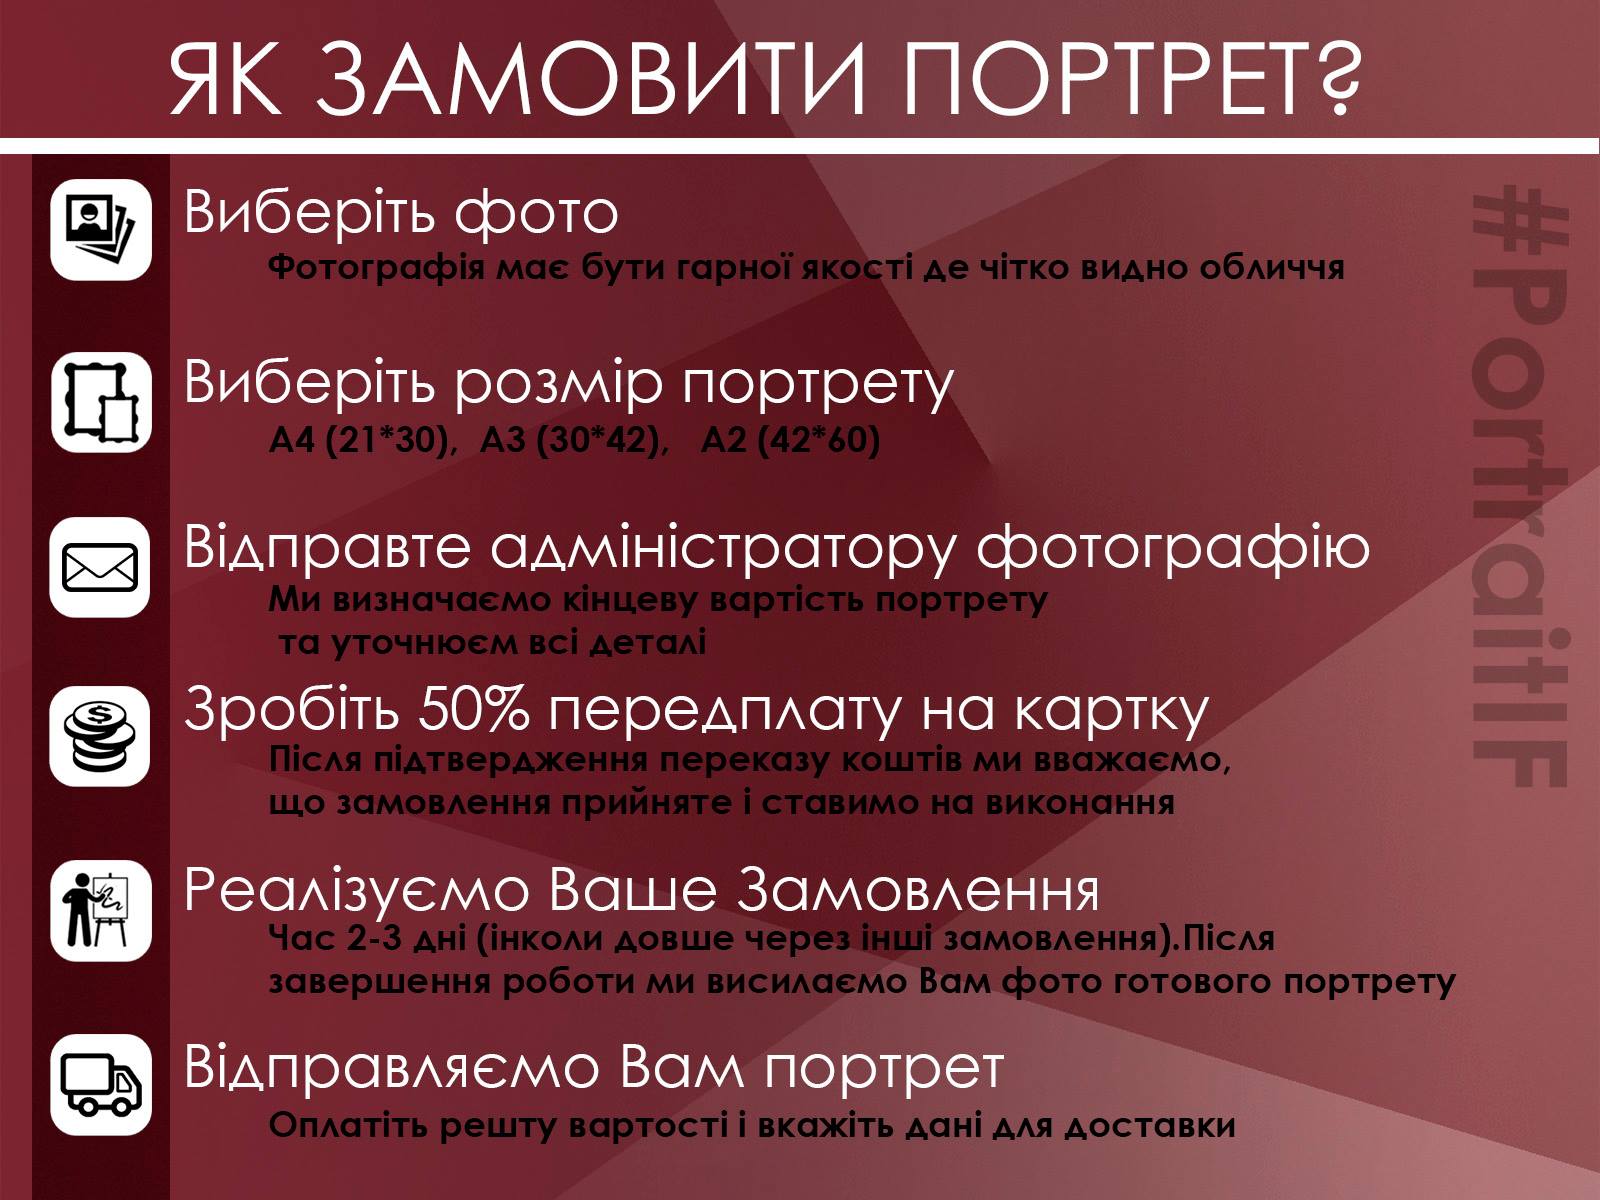 ЯК ЗАМОВИТИ ПОРТРЕТ?
Виберіть фото
Фотографія має бути гарної якості де чітко видно обличчя
Виберіть розмір портрету
А4 (21*30), А3 (30*42), А2 (42*60)
Відправте адміністратору фотографію
Ми визначаємо кінцеву вартість портрету
та уточнюєм всі деталі
Зробіть 50% передплату на картку
Після підтвердження переказу коштів ми вважаємо,
що замовлення прийняте і ставимо на виконання
Реалізуємо Ваше Замовлення
Час 2-3 дні (інколи довше через інші замовлення).Після
завершення роботи ми висилаємо Вам фото готового портрету
Відправляємо Вам портрет
Оплатіть решту вартості і вкажіть дані для доставки
#PortraitIF